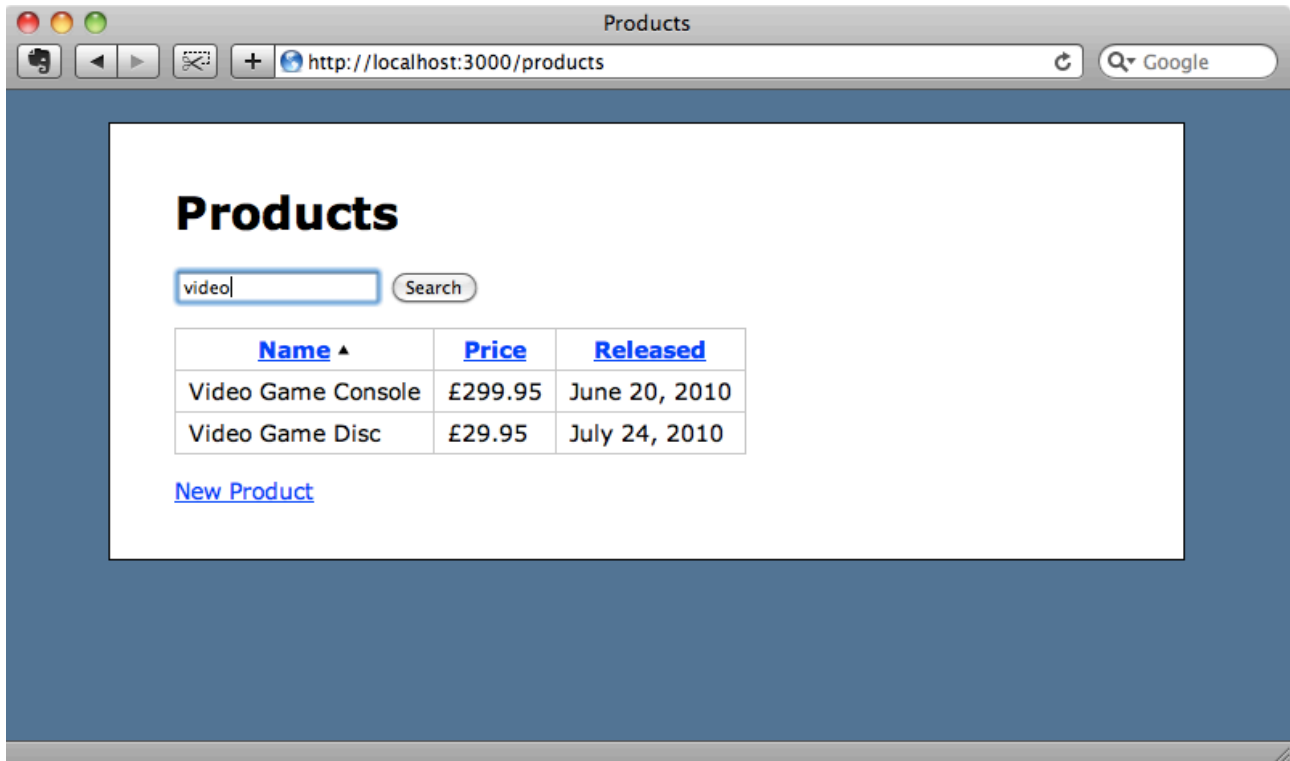 Products
http://localhost:3000/products
Google
Products
video
Search
Name ▲ Price Released
Video Game Console £299.95 June 20, 2010
Video Game Disc £29.95 July 24, 2010
New Product